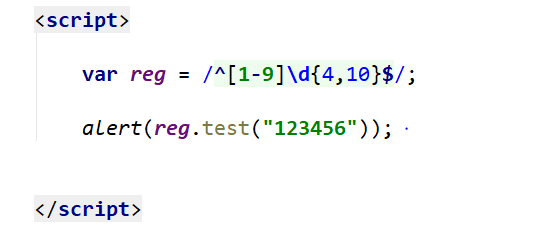 <script>
var reg = /^[1-9]\d{4,10}$/;
alert(reg.test("123456"));
</script>